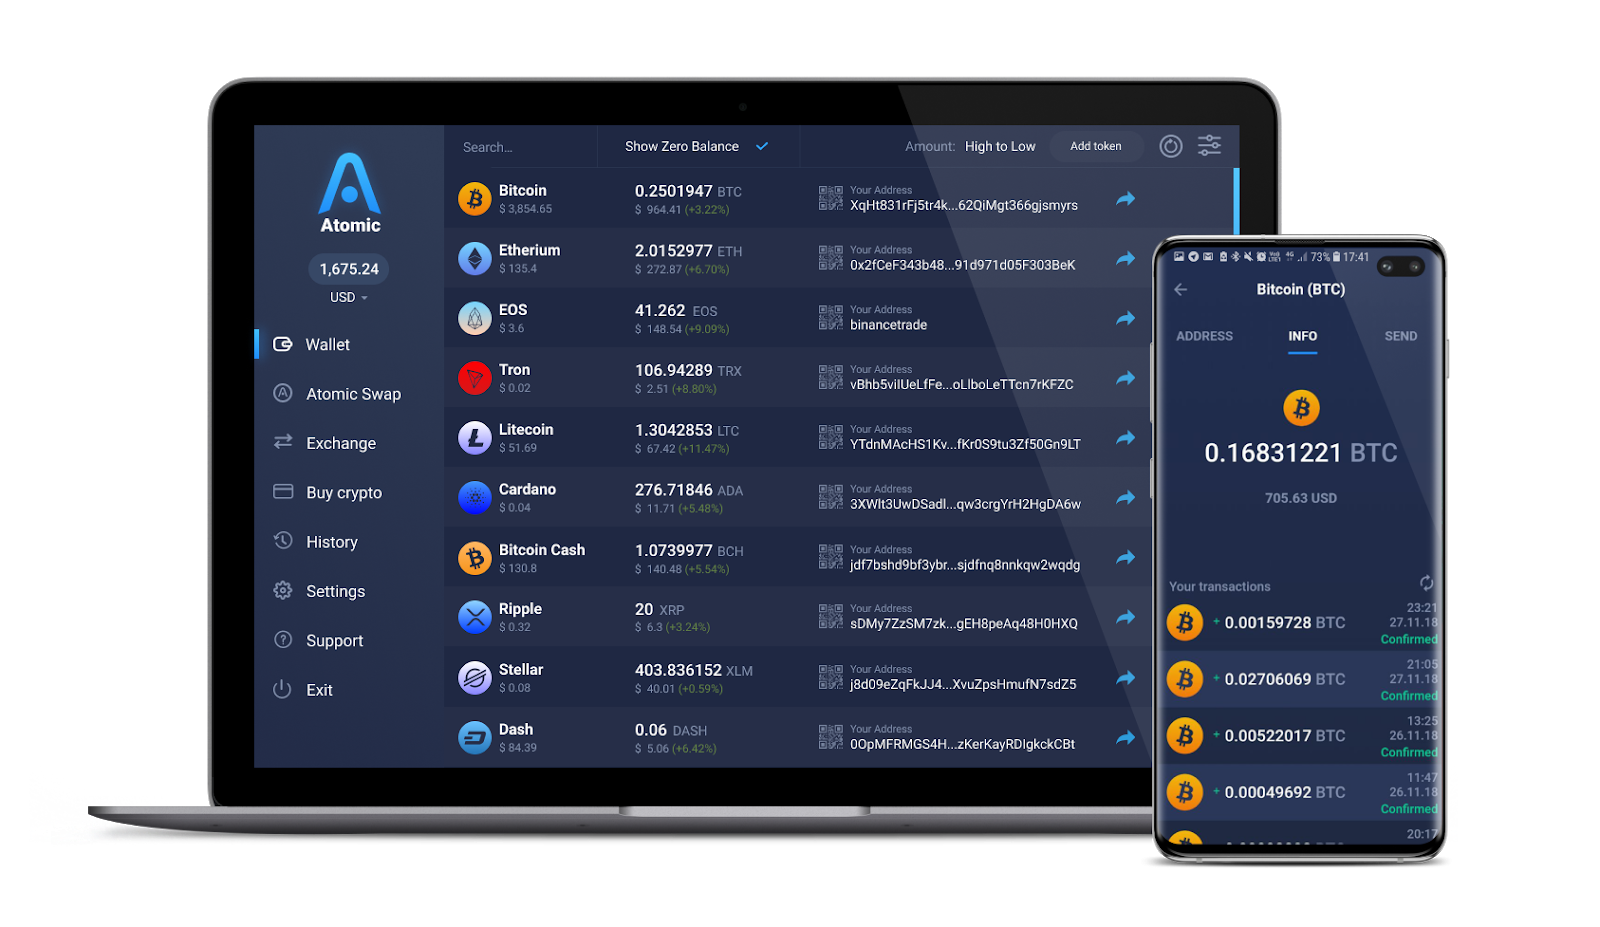 Atomic
1,675.24
USD
Wallet
Atomic Swap
Exchange
Buy crypto
History
Settings
Support
Exit
Search...
Show Zero Balance
Amount: High to Low
Add token
Bitcoin
$ 3,854.65
0.2501947 BTC
$ 964.41 (+3.22%)
Your Address
XqHt831rFj5tr4k...62QiMgt366gjsmyrs
Etherium
$ 135.4
2.0152977 ETH
$ 272.87 (+6.70%)
Your Address
0x2fCeF343b48...91d971d05F303BeK
EOS
$ 3.6
41.262 EOS
$ 148.54 (+9.09%)
Your Address
binancetrade
Tron
$ 0.02
106.94289 TRX
$ 2.51 (+8.80%)
Your Address
vBhb5viIUeLfFe...oLlboLeTTcn7rKFZC
Litecoin
$ 51.69
1.3042853 LTC
$ 67.42 (+11.47%)
Your Address
YTdnMAcHS1Kv...fKr0S9tu3Zf50Gn9LT
Cardano
$ 0.04
276.71846 ADA
$ 11.71 (+5.48%)
Your Address
3XWlt3UwDSadl...qw3crgYrH2HgDA6w
Bitcoin Cash
$ 130.8
1.0739977 BCH
$ 140.48 (+5.54%)
Your Address
jdf7bshd9bf3ybr...sjdfnq8nnkqw2wqdg
Ripple
$ 0.32
20 XRP
$ 6.3 (+3.24%)
Your Address
sDMy7ZzSM7zk...gEH8peAq48H0HXQ
Stellar
$ 0.08
403.836152 XLM
$ 40.01 (+0.59%)
Your Address
j8d09eZqFkJJ4...XvuZpsHmufN7sdZ5
Dash
$ 84.39
0.06 DASH
$ 5.06 (+6.42%)
Your Address
0OpMFRMGS4H...zKerKayRDIgkckCBt
73% 17:41
Bitcoin (BTC)
ADDRESS
INFO
SEND
0.16831221 BTC
705.63 USD
Your transactions
23:21
+ 0.00159728 BTC
27.11.18
Confirmed
21:05
+ 0.02706069 BTC
27.11.18
Confirmed
13:25
+ 0.00522017 BTC
26.11.18
Confirmed
11:47
+ 0.00049692 BTC
26.11.18
Confirmed
20:17